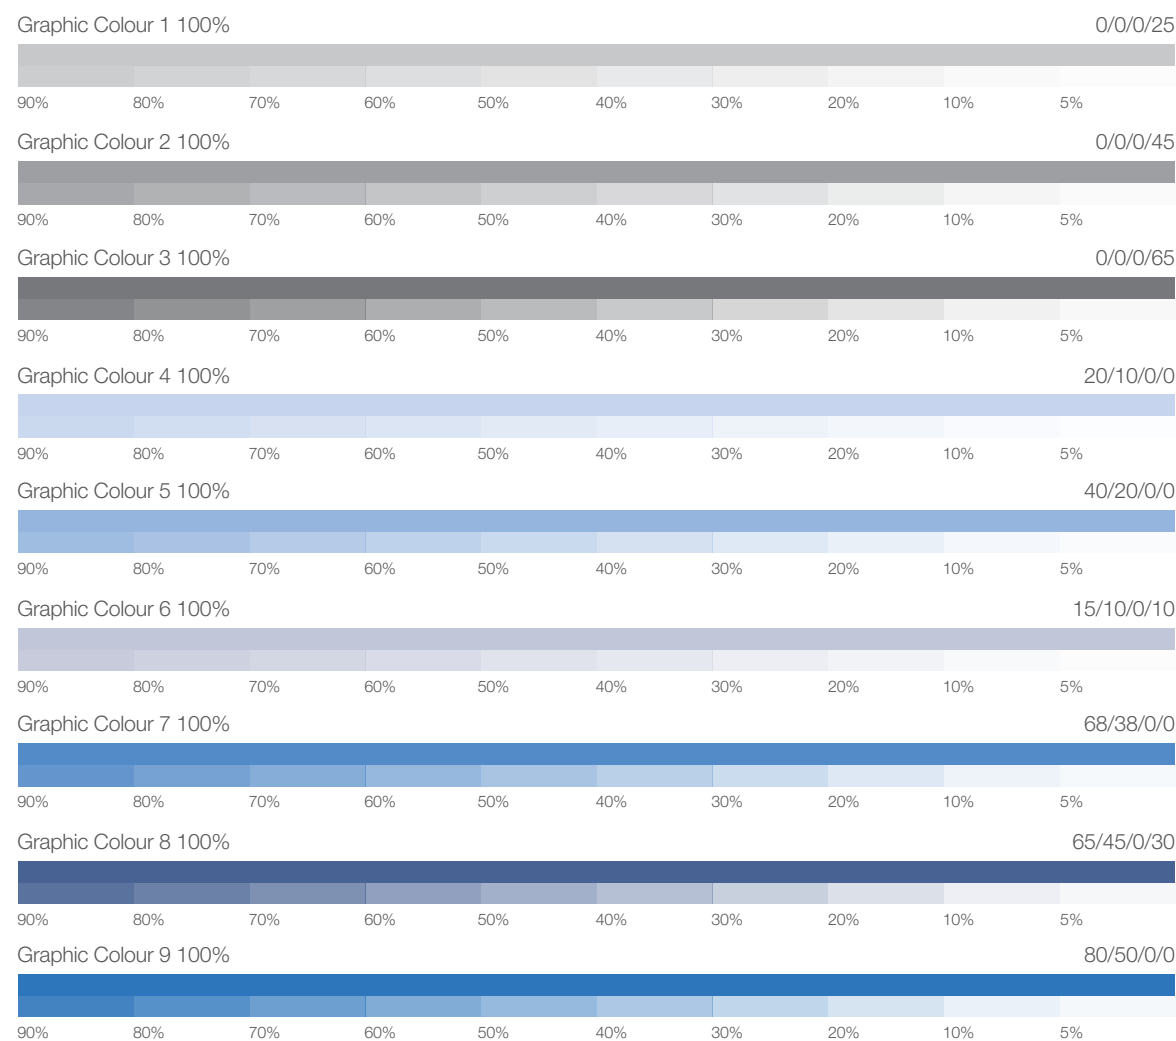 Graphic Colour 1 100% 0/0/0/25
90% 80% 70% 60% 50% 40% 30% 20% 10% 5%
Graphic Colour 2 100% 0/0/0/45
90% 80% 70% 60% 50% 40% 30% 20% 10% 5%
Graphic Colour 3 100% 0/0/0/65
90% 80% 70% 60% 50% 40% 30% 20% 10% 5%
Graphic Colour 4 100% 20/10/0/0
90% 80% 70% 60% 50% 40% 30% 20% 10% 5%
Graphic Colour 5 100% 40/20/0/0
90% 80% 70% 60% 50% 40% 30% 20% 10% 5%
Graphic Colour 6 100% 15/10/0/10
90% 80% 70% 60% 50% 40% 30% 20% 10% 5%
Graphic Colour 7 100% 68/38/0/0
90% 80% 70% 60% 50% 40% 30% 20% 10% 5%
Graphic Colour 8 100% 65/45/0/30
90% 80% 70% 60% 50% 40% 30% 20% 10% 5%
Graphic Colour 9 100% 80/50/0/0
90% 80% 70% 60% 50% 40% 30% 20% 10% 5%